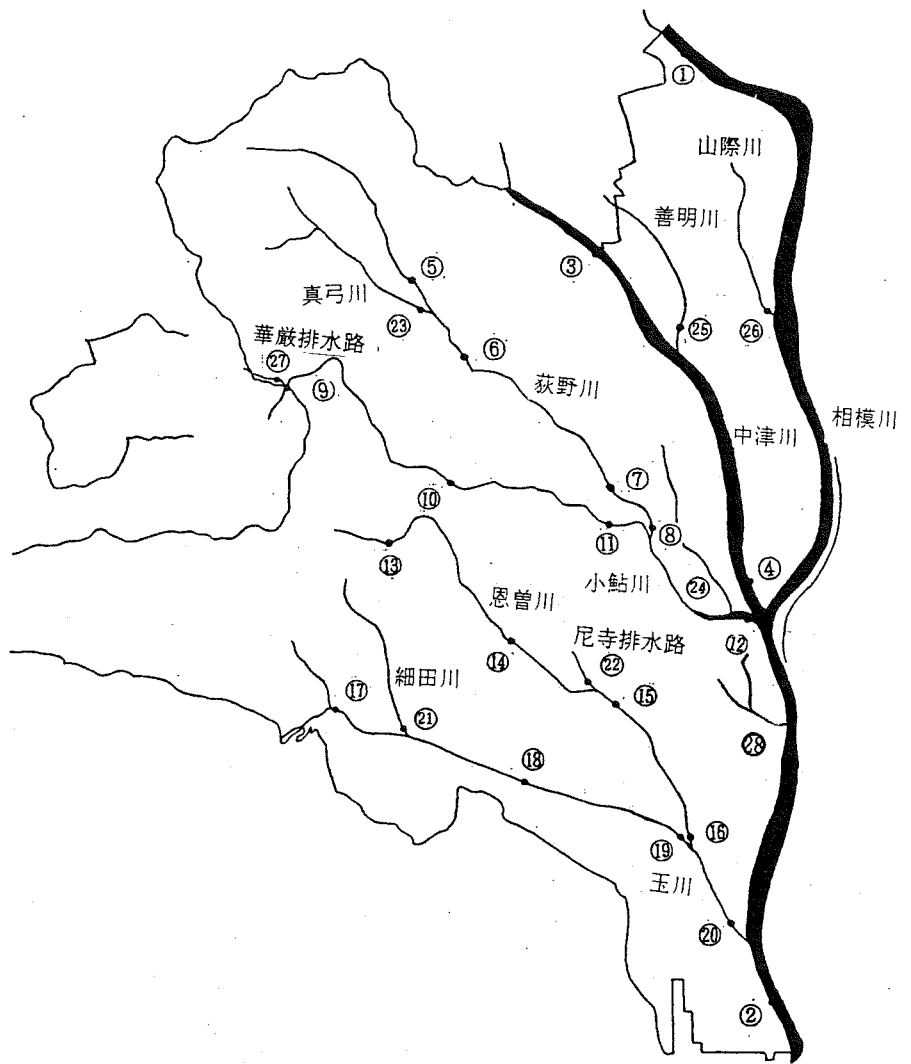 ①
山際川
善明川
③
⑤
真弓川
㉓
㉕
㉖
華厳排水路
⑥
㉗
⑨
荻野川
中津川
相模川
⑦
⑩
⑪
⑧
⑬
小鮎川
㉔
④
恩曽川
尼寺排水路
⑫
⑭
㉒
細田川
⑰
⑮
㉑
㉘
⑱
⑲
⑯
玉川
⑳
②